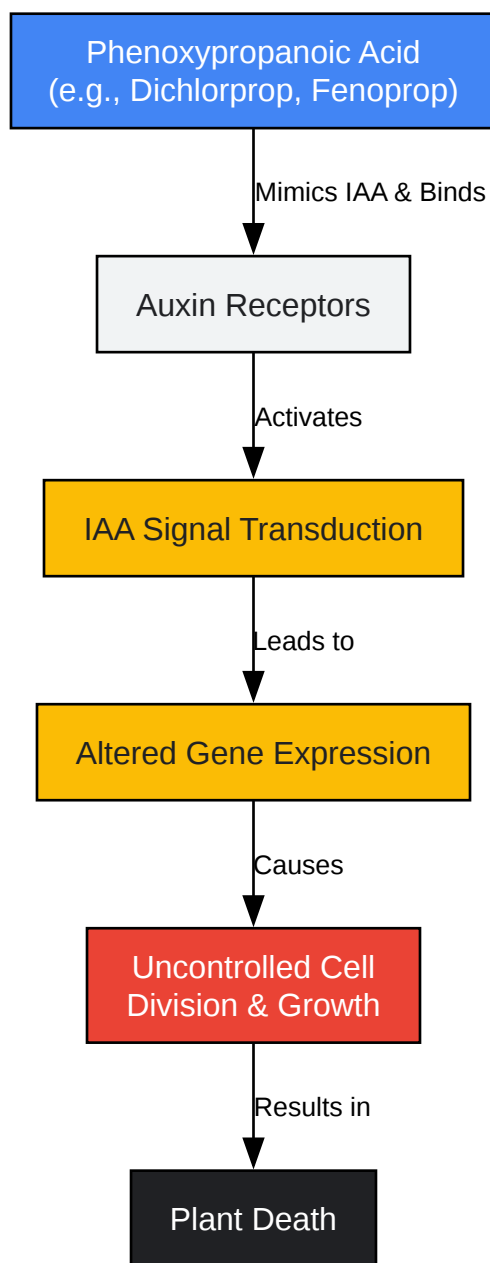 Phenoxypropanoic Acid
(e.g., Dichlorprop, Fenoprop)
Mimics IAA & Binds
Auxin Receptors
Activates
IAA Signal Transduction
Leads to
Altered Gene Expression
Causes
Uncontrolled Cell
Division & Growth
Results in
Plant Death